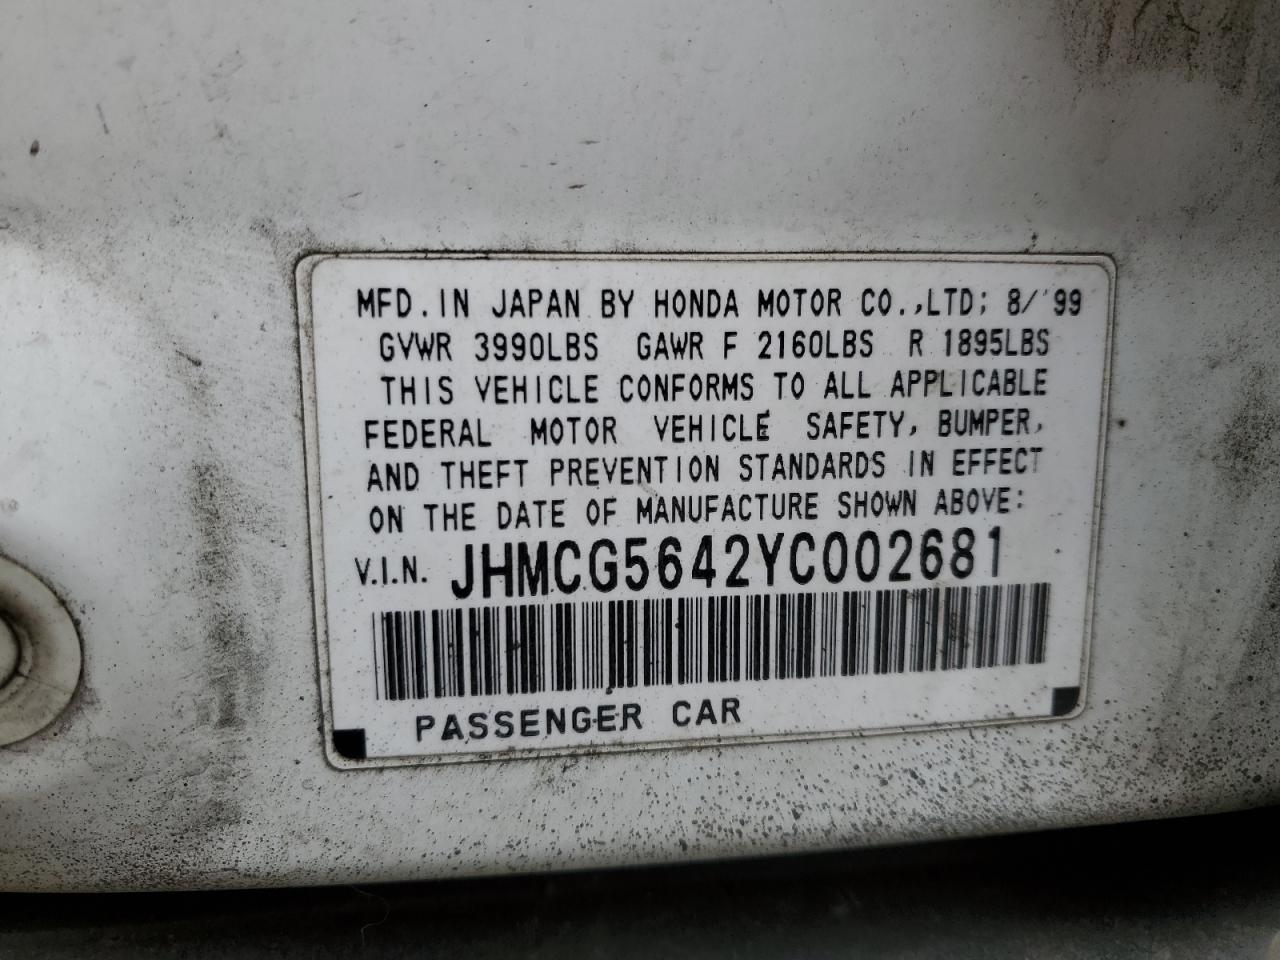 MFD. IN JAPAN BY HONDA MOTOR CO.,LTD; 8/'99
GVWR 3990LBS GAWR F 2160LBS R 1895LBS
THIS VEHICLE CONFORMS TO ALL APPLICABLE
FEDERAL MOTOR VEHICLE SAFETY, BUMPER,
AND THEFT PREVENTION STANDARDS IN EFFECT
ON THE DATE OF MANUFACTURE SHOWN ABOVE:
V.I.N. JHMCG5642YC002681
PASSENGER CAR